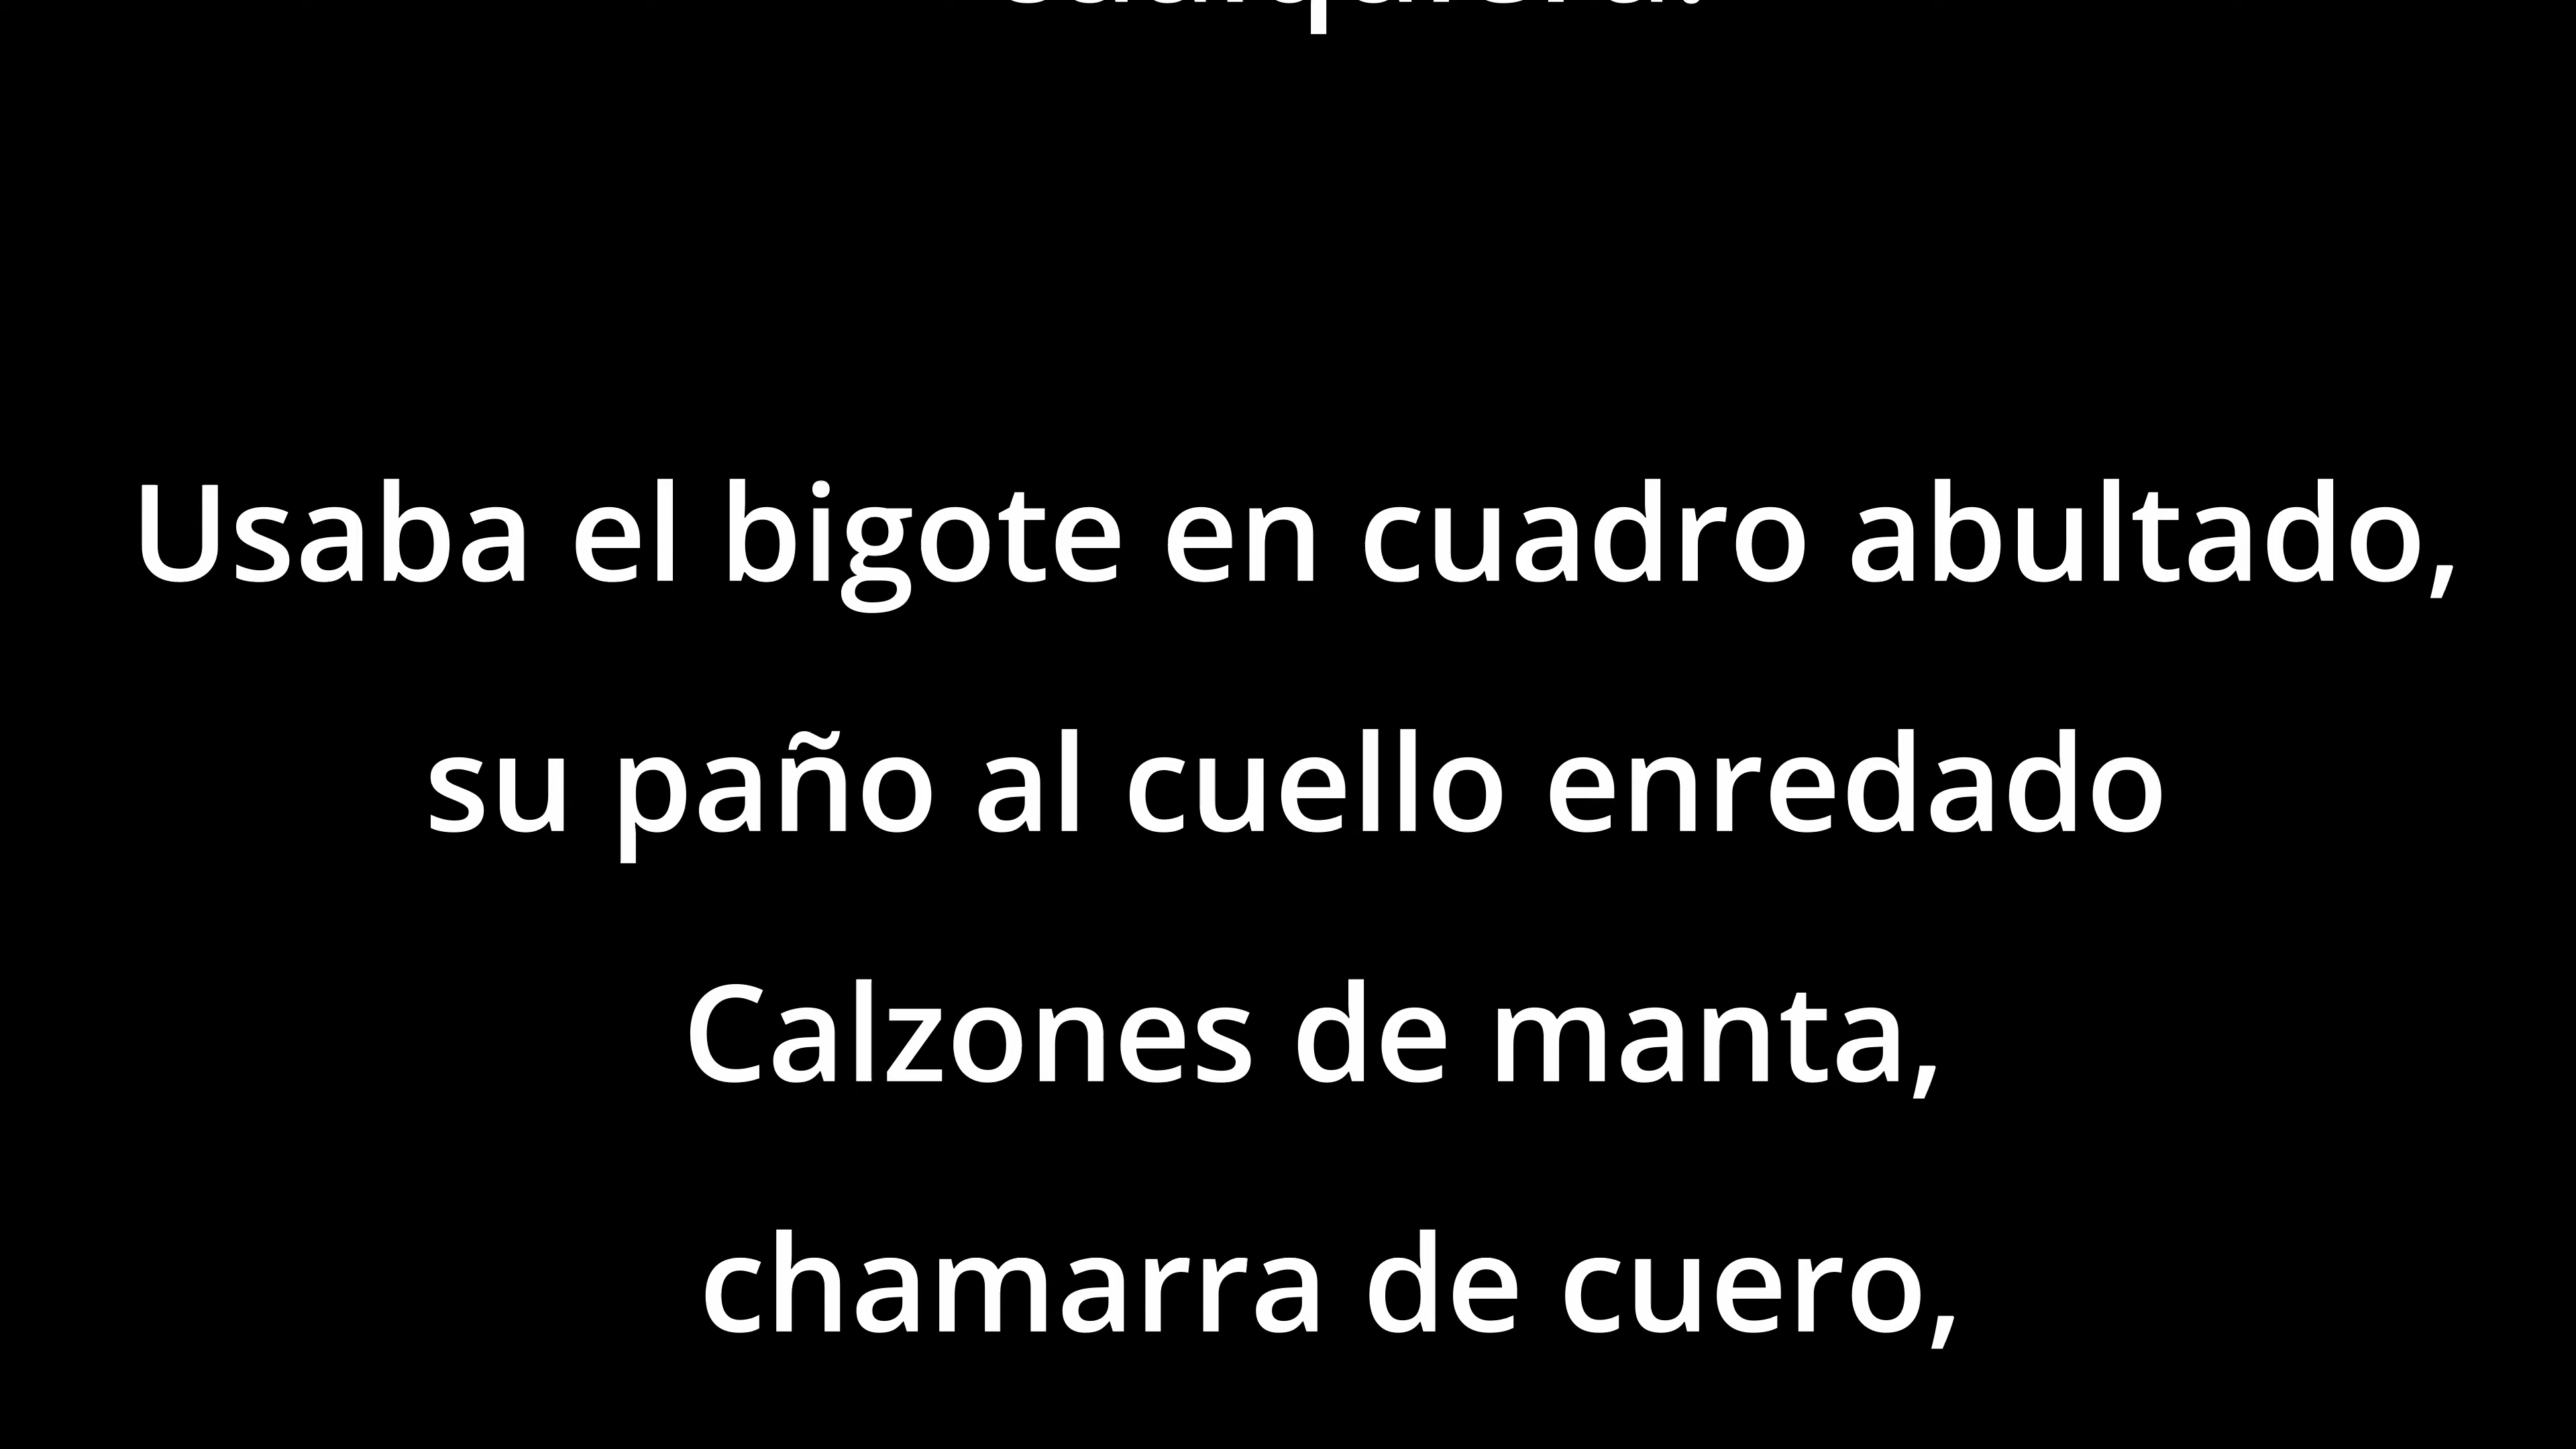 Usaba el bigote en cuadro abultado,
su paño al cuello enredado
Calzones de manta,
chamarra de cuero,